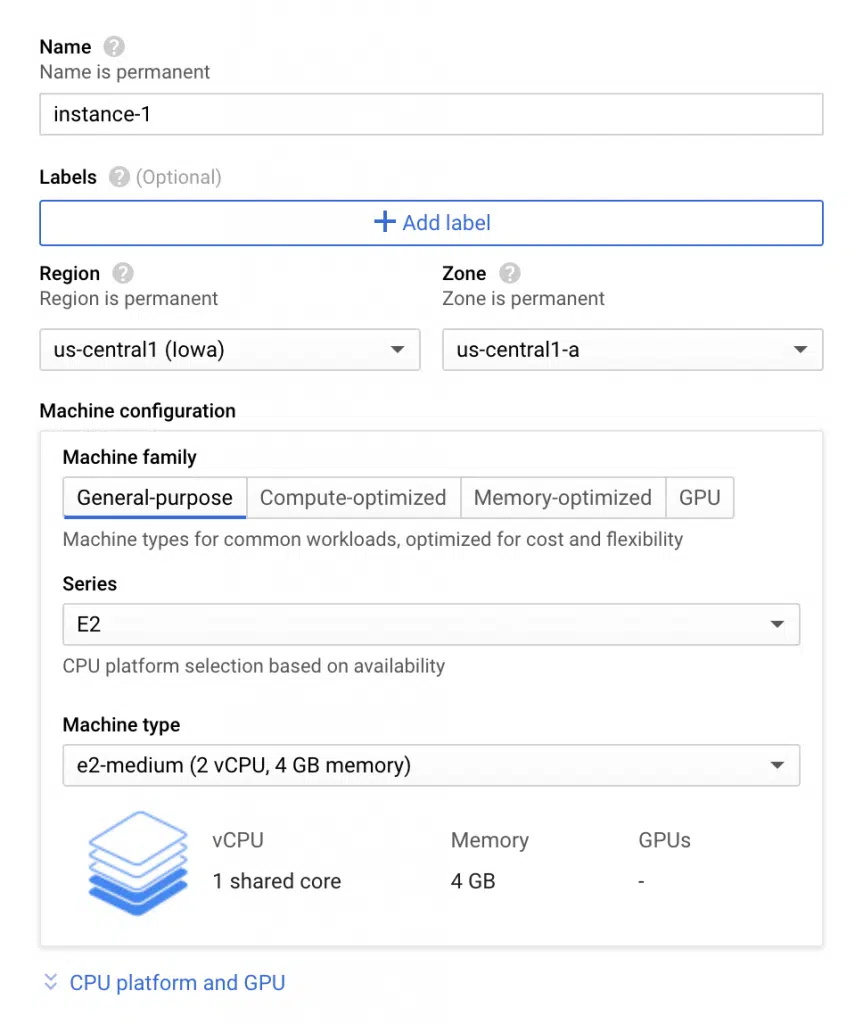 Name ?
Name is permanent
instance-1
Labels ? (Optional)
+ Add label
Region ?
Region is permanent
us-central1 (Iowa)
Zone ?
Zone is permanent
us-central1-a
Machine configuration
Machine family
General-purpose Compute-optimized Memory-optimized GPU
Machine types for common workloads, optimized for cost and flexibility
Series
E2
CPU platform selection based on availability
Machine type
e2-medium (2 vCPU, 4 GB memory)
vCPU Memory GPUs
1 shared core 4 GB -
CPU platform and GPU